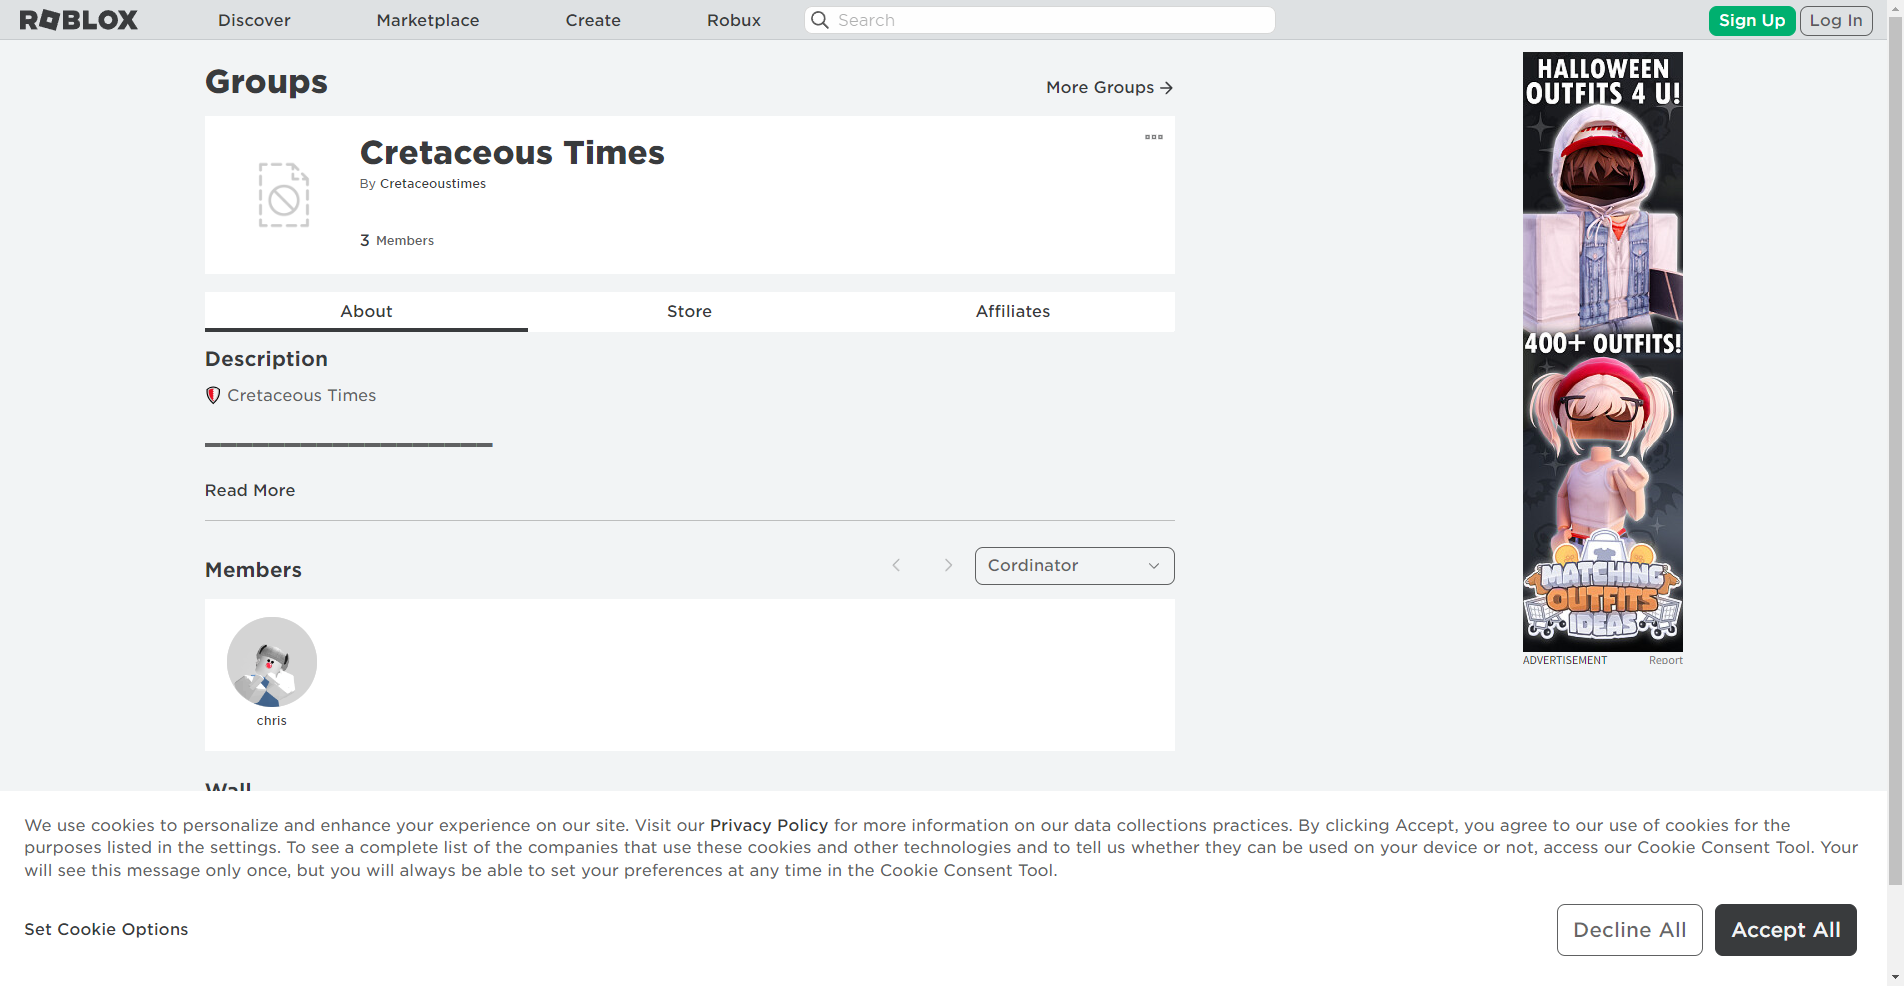 ROBLOX
Discover
Marketplace
Create
Robux
Search
Sign Up
Log In
Groups
More Groups
Cretaceous Times
By Cretaceoustimes
3 Members
About
Store
Affiliates
Description
Cretaceous Times
Read More
Members
Cordinator
chris
Wall
HALLOWEEN
OUTFITS 4 U!
400+ OUTFITS!
MATCHING
OUTFITS
IDEAS
ADVERTISEMENT
Report
We use cookies to personalize and enhance your experience on our site. Visit our Privacy Policy for more information on our data collections practices. By clicking Accept, you agree to our use of cookies for the
purposes listed in the settings. To see a complete list of the companies that use these cookies and other technologies and to tell us whether they can be used on your device or not, access our Cookie Consent Tool. Your
will see this message only once, but you will always be able to set your preferences at any time in the Cookie Consent Tool.
Set Cookie Options
Decline All
Accept All